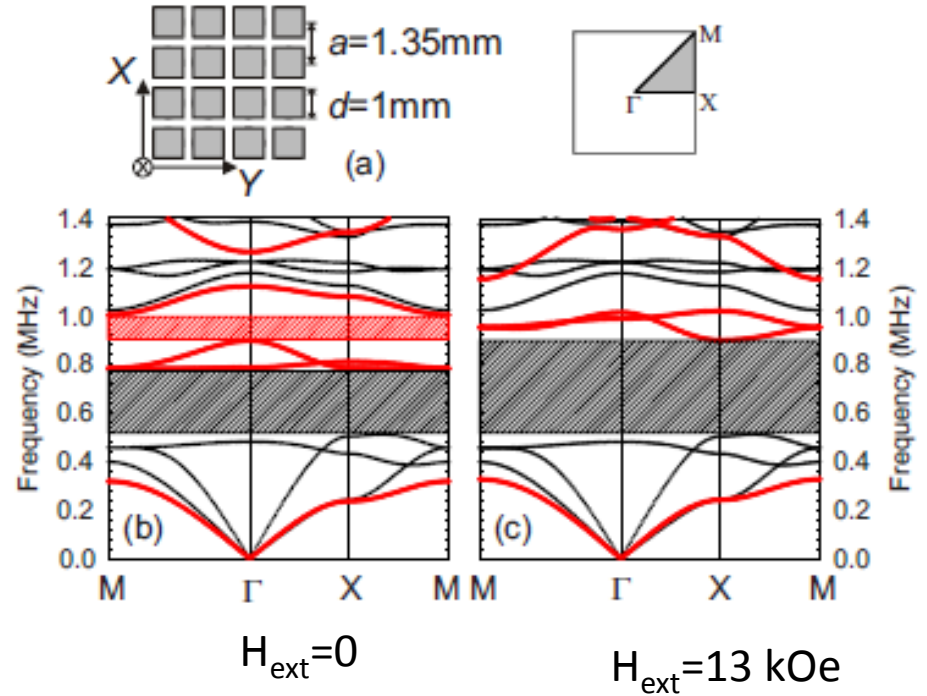 a=1.35mm
d=1mm
X
Y
(a)
M
Γ
X
Frequency (MHz)
1.4
1.2
1.0
0.8
0.6
0.4
0.2
0.0
(b)
M Γ X M
(c)
M Γ X M
1.4
1.2
1.0
0.8
0.6
0.4
0.2
0.0
Frequency (MHz)
Hext=0
Hext=13 kOe